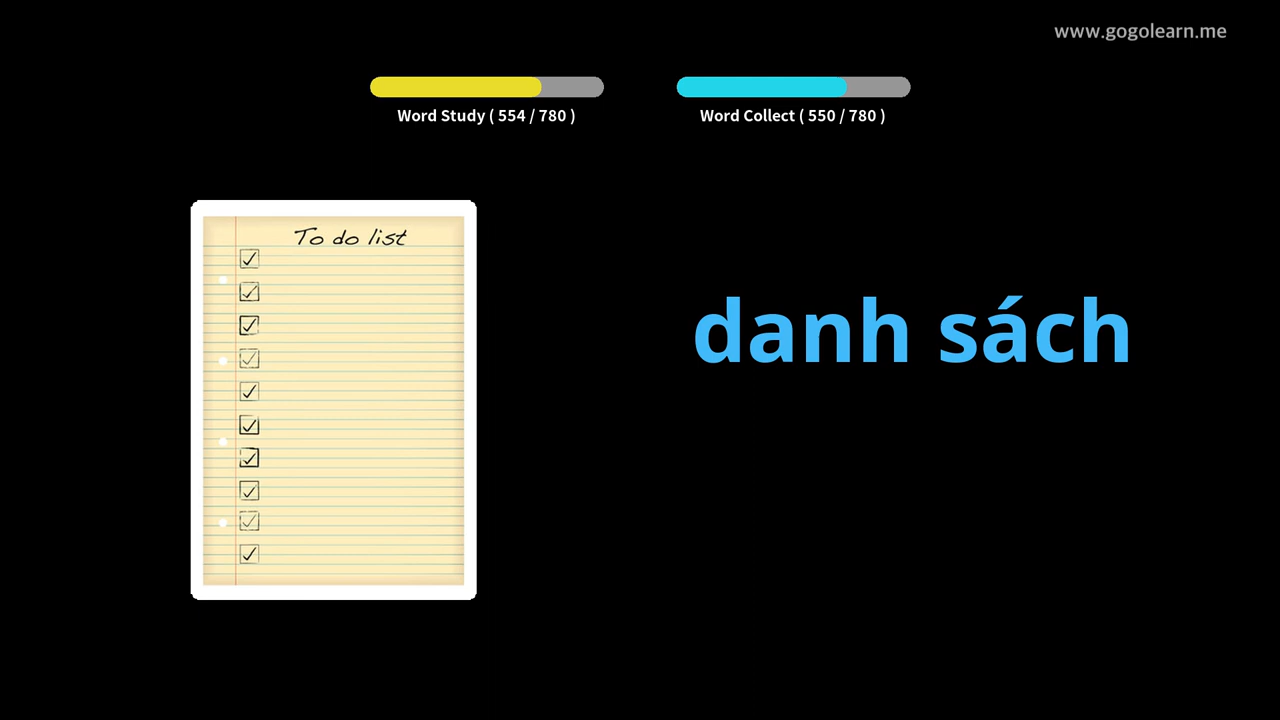 www.gogolearn.me
Word Study ( 554 / 780 )
Word Collect ( 550 / 780 )
To do list
danh sách